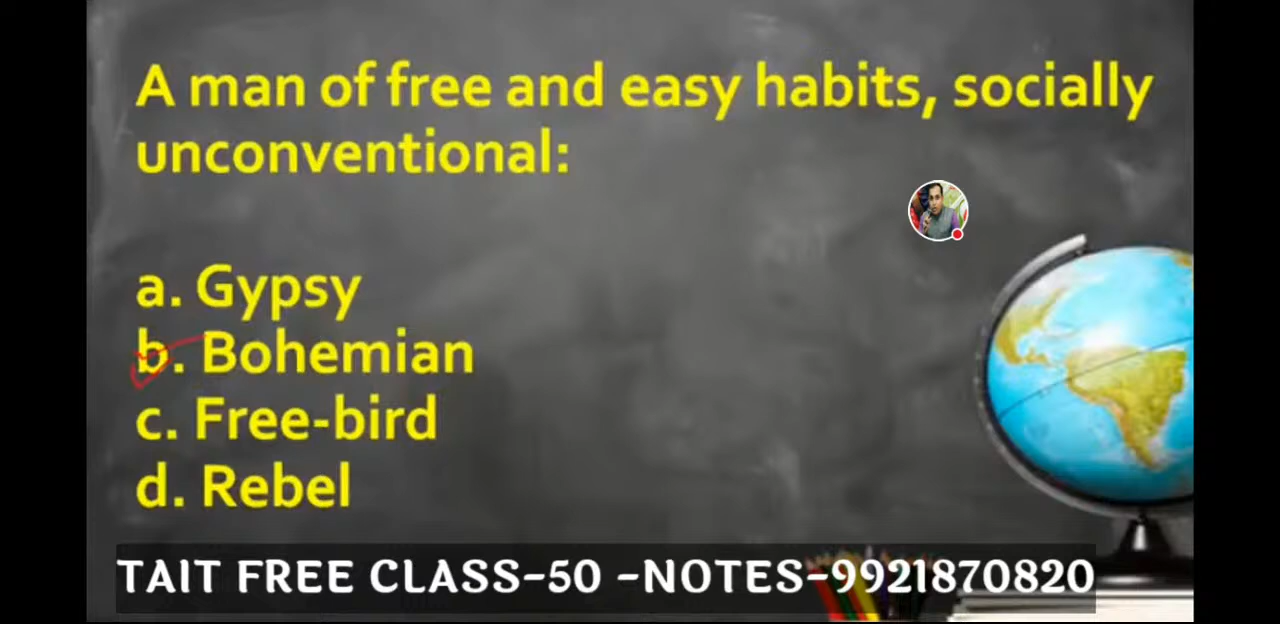 A man of free and easy habits, socially
unconventional:
a. Gypsy
b. Bohemian
c. Free-bird
d. Rebel
TAIT FREE CLASS-50 -NOTES-9921870820